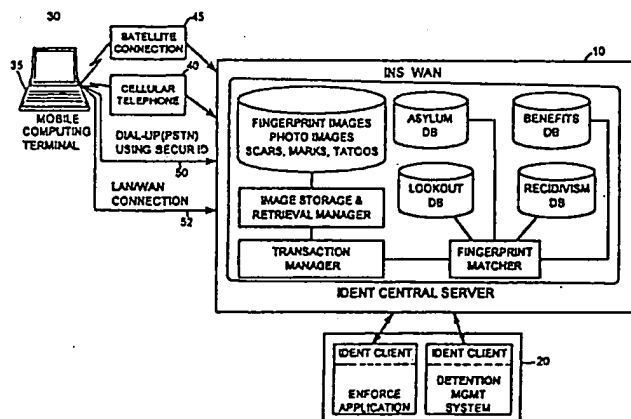 30
45
SATELLITE
CONNECTION
40
35
CELLULAR
TELEPHONE
MOBILE
COMPUTING
TERMINAL
DIAL-UP(PSTN)
USING SECUR ID
50
LAN/WAN
CONNECTION
52
10
INS WAN
FINGERPRINT IMAGES
PHOTO IMAGES
SCARS, MARKS, TATOOS
ASYLUM
DB
BENEFITS
DB
LOOKOUT
DB
RECIDIVISM
DB
IMAGE STORAGE &
RETRIEVAL MANAGER
TRANSACTION
MANAGER
FINGERPRINT
MATCHER
IDENT CENTRAL SERVER
20
IDENT CLIENT
ENFORCE
APPLICATION
IDENT CLIENT
DETENTION
MGMT
SYSTEM